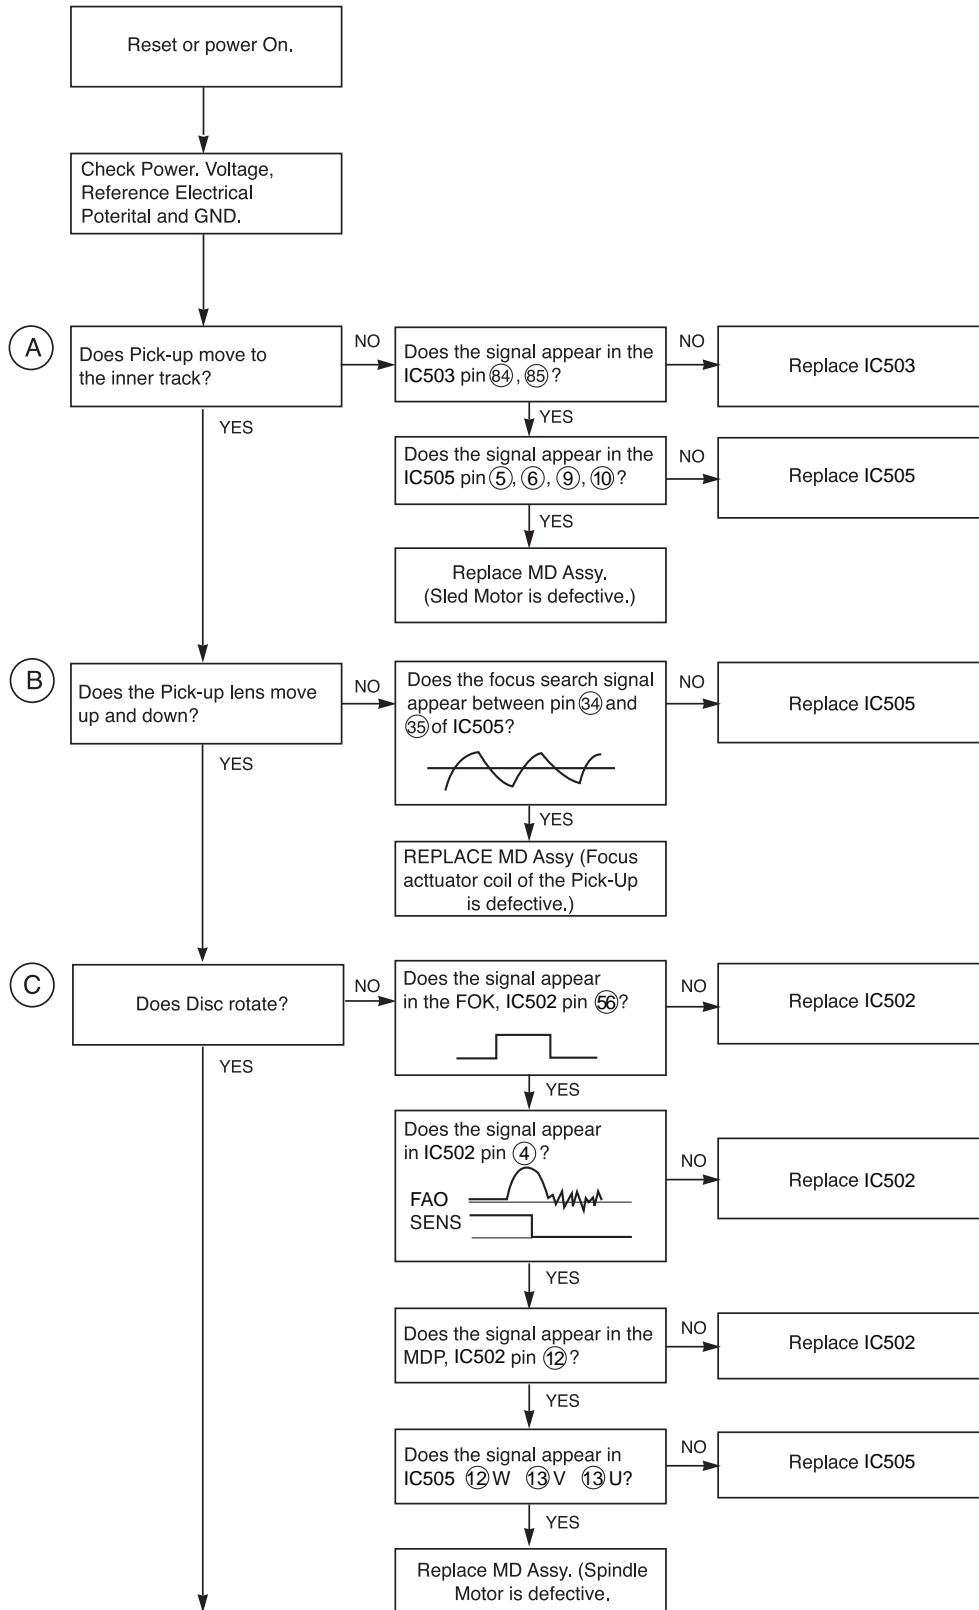 Reset or power On.
Check Power. Voltage,
Reference Electrical
Poterital and GND.
A
Does Pick-up move to
the inner track?
NO
Does the signal appear in the
IC503 pin 84 , 85 ?
NO
Replace IC503
YES
YES
Does the signal appear in the
IC505 pin 5 , 6 , 9 , 10 ?
NO
Replace IC505
YES
Replace MD Assy.
(Sled Motor is defective.)
B
Does the Pick-up lens move
up and down?
NO
Does the focus search signal
appear between pin 34 and
35 of IC505?
NO
Replace IC505
YES
YES
REPLACE MD Assy (Focus
acttuator coil of the Pick-Up
is defective.)
C
Does Disc rotate?
NO
Does the signal appear
in the FOK, IC502 pin 56?
NO
Replace IC502
YES
YES
Does the signal appear
in IC502 pin 4 ?
FAO
SENS
NO
Replace IC502
YES
Does the signal appear in the
MDP, IC502 pin 12 ?
NO
Replace IC502
YES
Does the signal appear in
IC505 12 W 13 V 13 U?
NO
Replace IC505
YES
Replace MD Assy. (Spindle
Motor is defective.